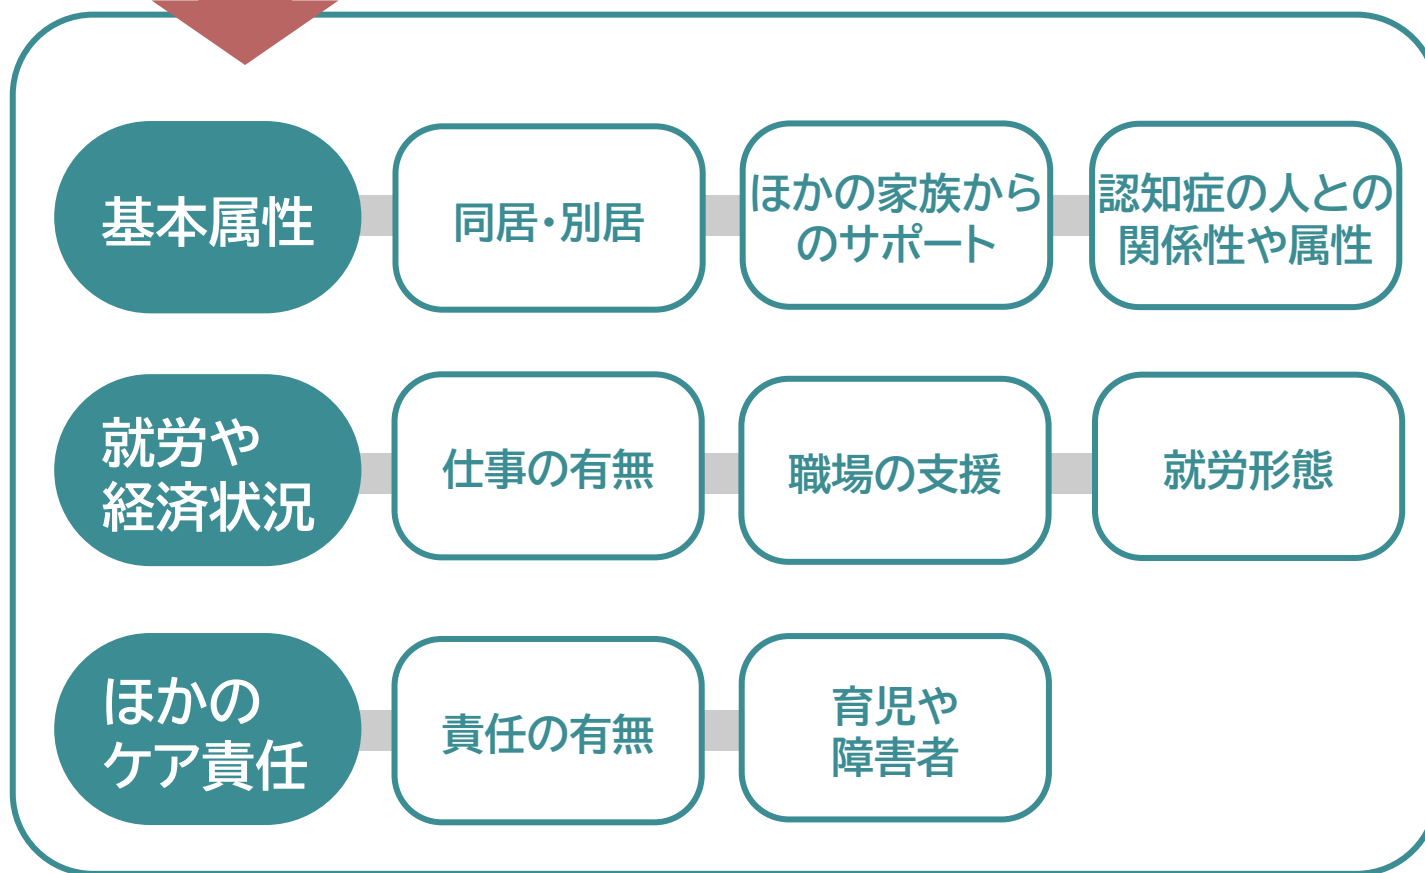 基本属性
同居・別居
ほかの家族から
のサポート
認知症の人との
関係性や属性
就労や
経済状況
仕事の有無
職場の支援
就労形態
ほかの
ケア責任
責任の有無
育児や
障害者